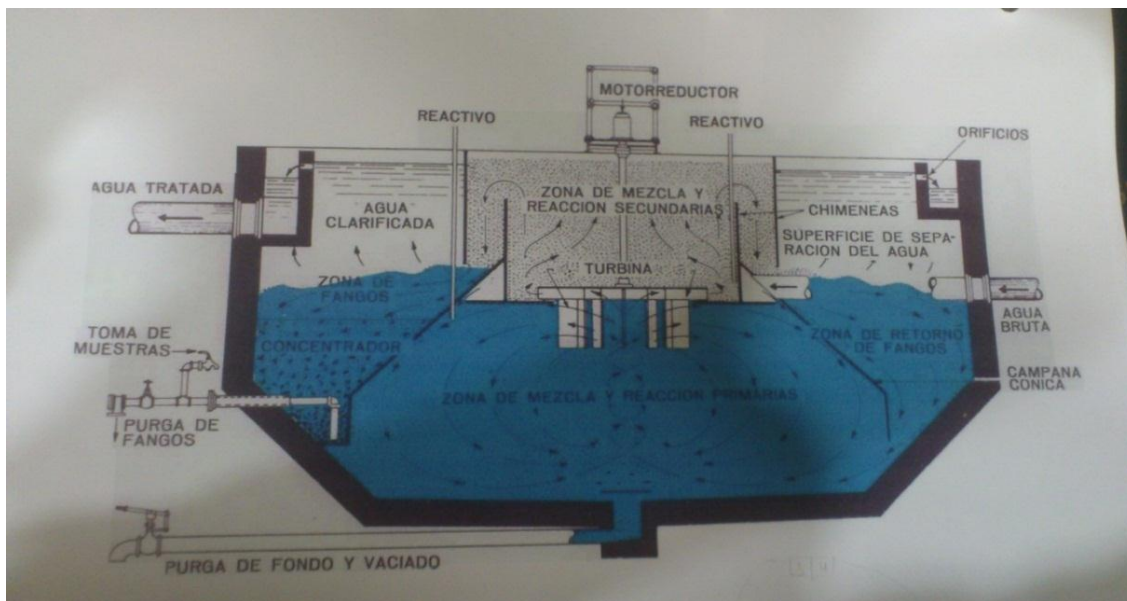 MOTORREDUCTOR
REACTIVO
REACTIVO
ORIFICIOS
AGUA TRATADA
AGUA
CLARIFICADA
ZONA DE MEZCLA Y
REACCION SECUNDARIAS
CHIMENEAS
SUPERFICIE DE SEPA-
RACION DEL AGUA
TURBINA
ZONA DE
FANGOS
AGUA
BRUTA
TOMA DE
MUESTRAS
CONCENTRADOR
ZONA DE RETORNO
DE FANGOS
CAMPANA
CONICA
ZONA DE MEZCLA Y REACCION PRIMARIAS
PURGA DE
FANGOS
PURGA DE FONDO Y VACIADO